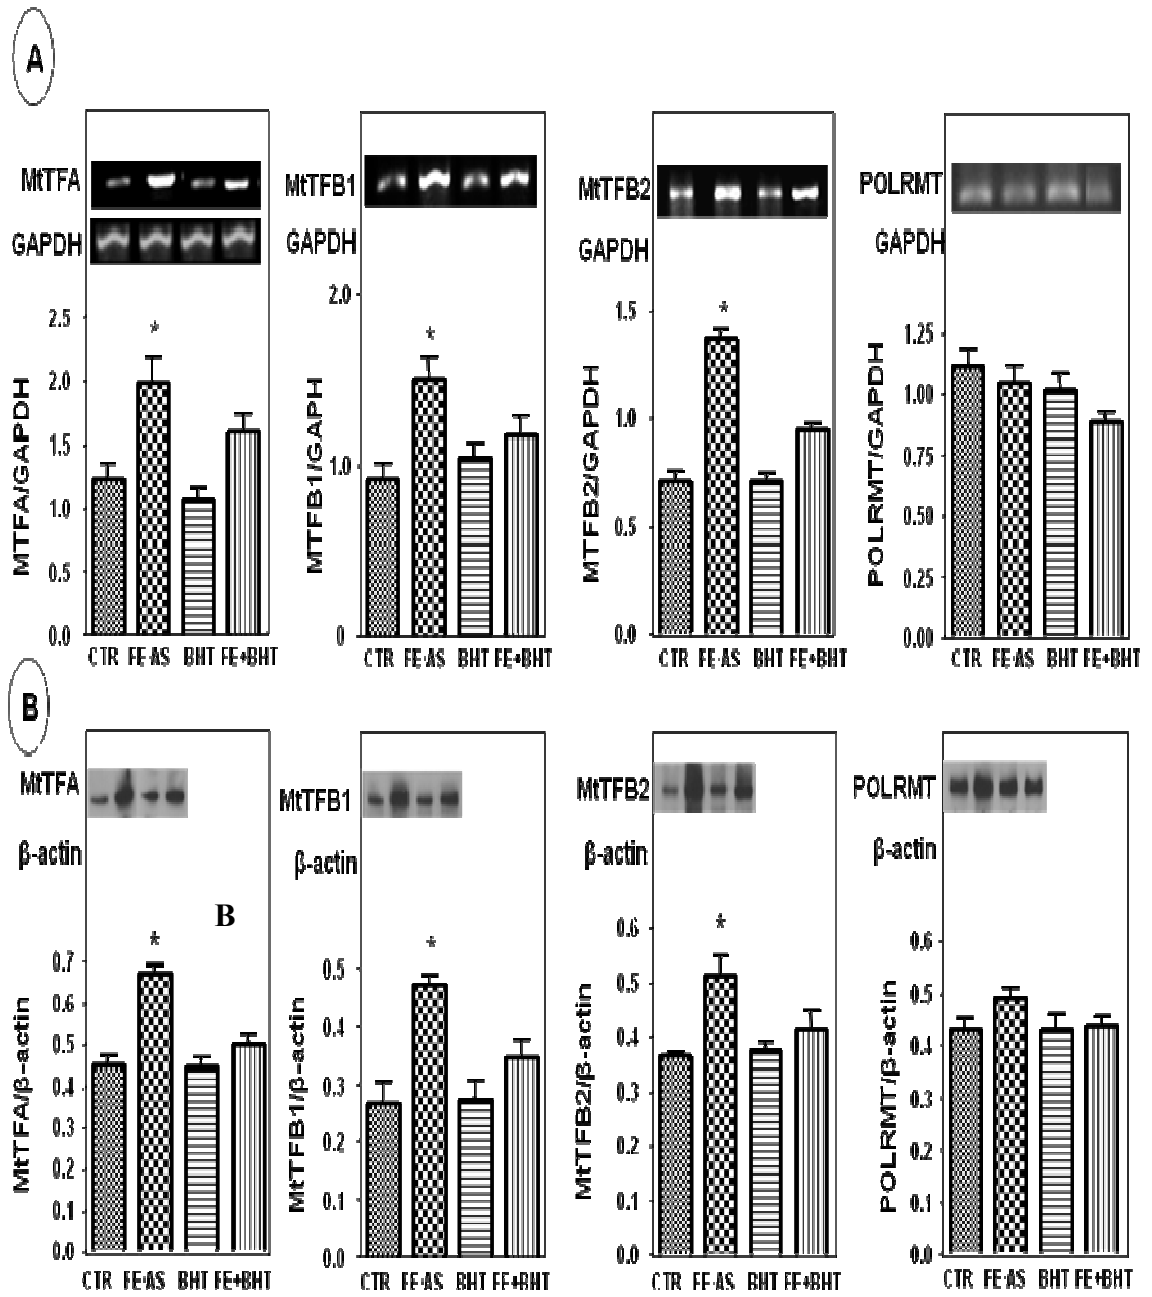 A
MtTFA
GAPDH
MTFA/GAPDH
2.5
2.0
1.5
1.0
0.5
0.0
*
CTR FE-AS BHT FE+BHT
MtTFB1
GAPDH
MTFB1/GAPH
2.0
1.0
0
*
CTR FE-AS BHT FE+BHT
MtTFB2
GAPDH
MTFB2/GAPDH
1.5
1.0
0.5
0.0
*
CTR FE-AS BHT FE+BHT
POLRMT
GAPDH
POLRMT/GAPDH
1.25
1.00
0.75
0.50
0.25
0.00
CTR FE-AS BHT FE+BHT
B
MtTFA
β-actin
B
MtTFA/β-actin
0.7
0.6
0.5
0.4
0.3
0.2
0.1
0.0
*
CTR FE-AS BHT FE+BHT
MtTFB1
β-actin
MtTFB1/β-actin
0.5
0.4
0.3
0.2
0.1
0.0
*
CTR FE-AS BHT FE+BHT
MtTFB2
β-actin
MtTFB2/β-actin
0.6
0.5
0.4
0.3
0.2
0.1
0.0
*
CTR FE-AS BHT FE+BHT
POLRMT
β-actin
POLRMT/β-actin
0.6
0.5
0.4
0.3
0.2
0.1
0.0
CTR FE-AS BHT FE+BHT